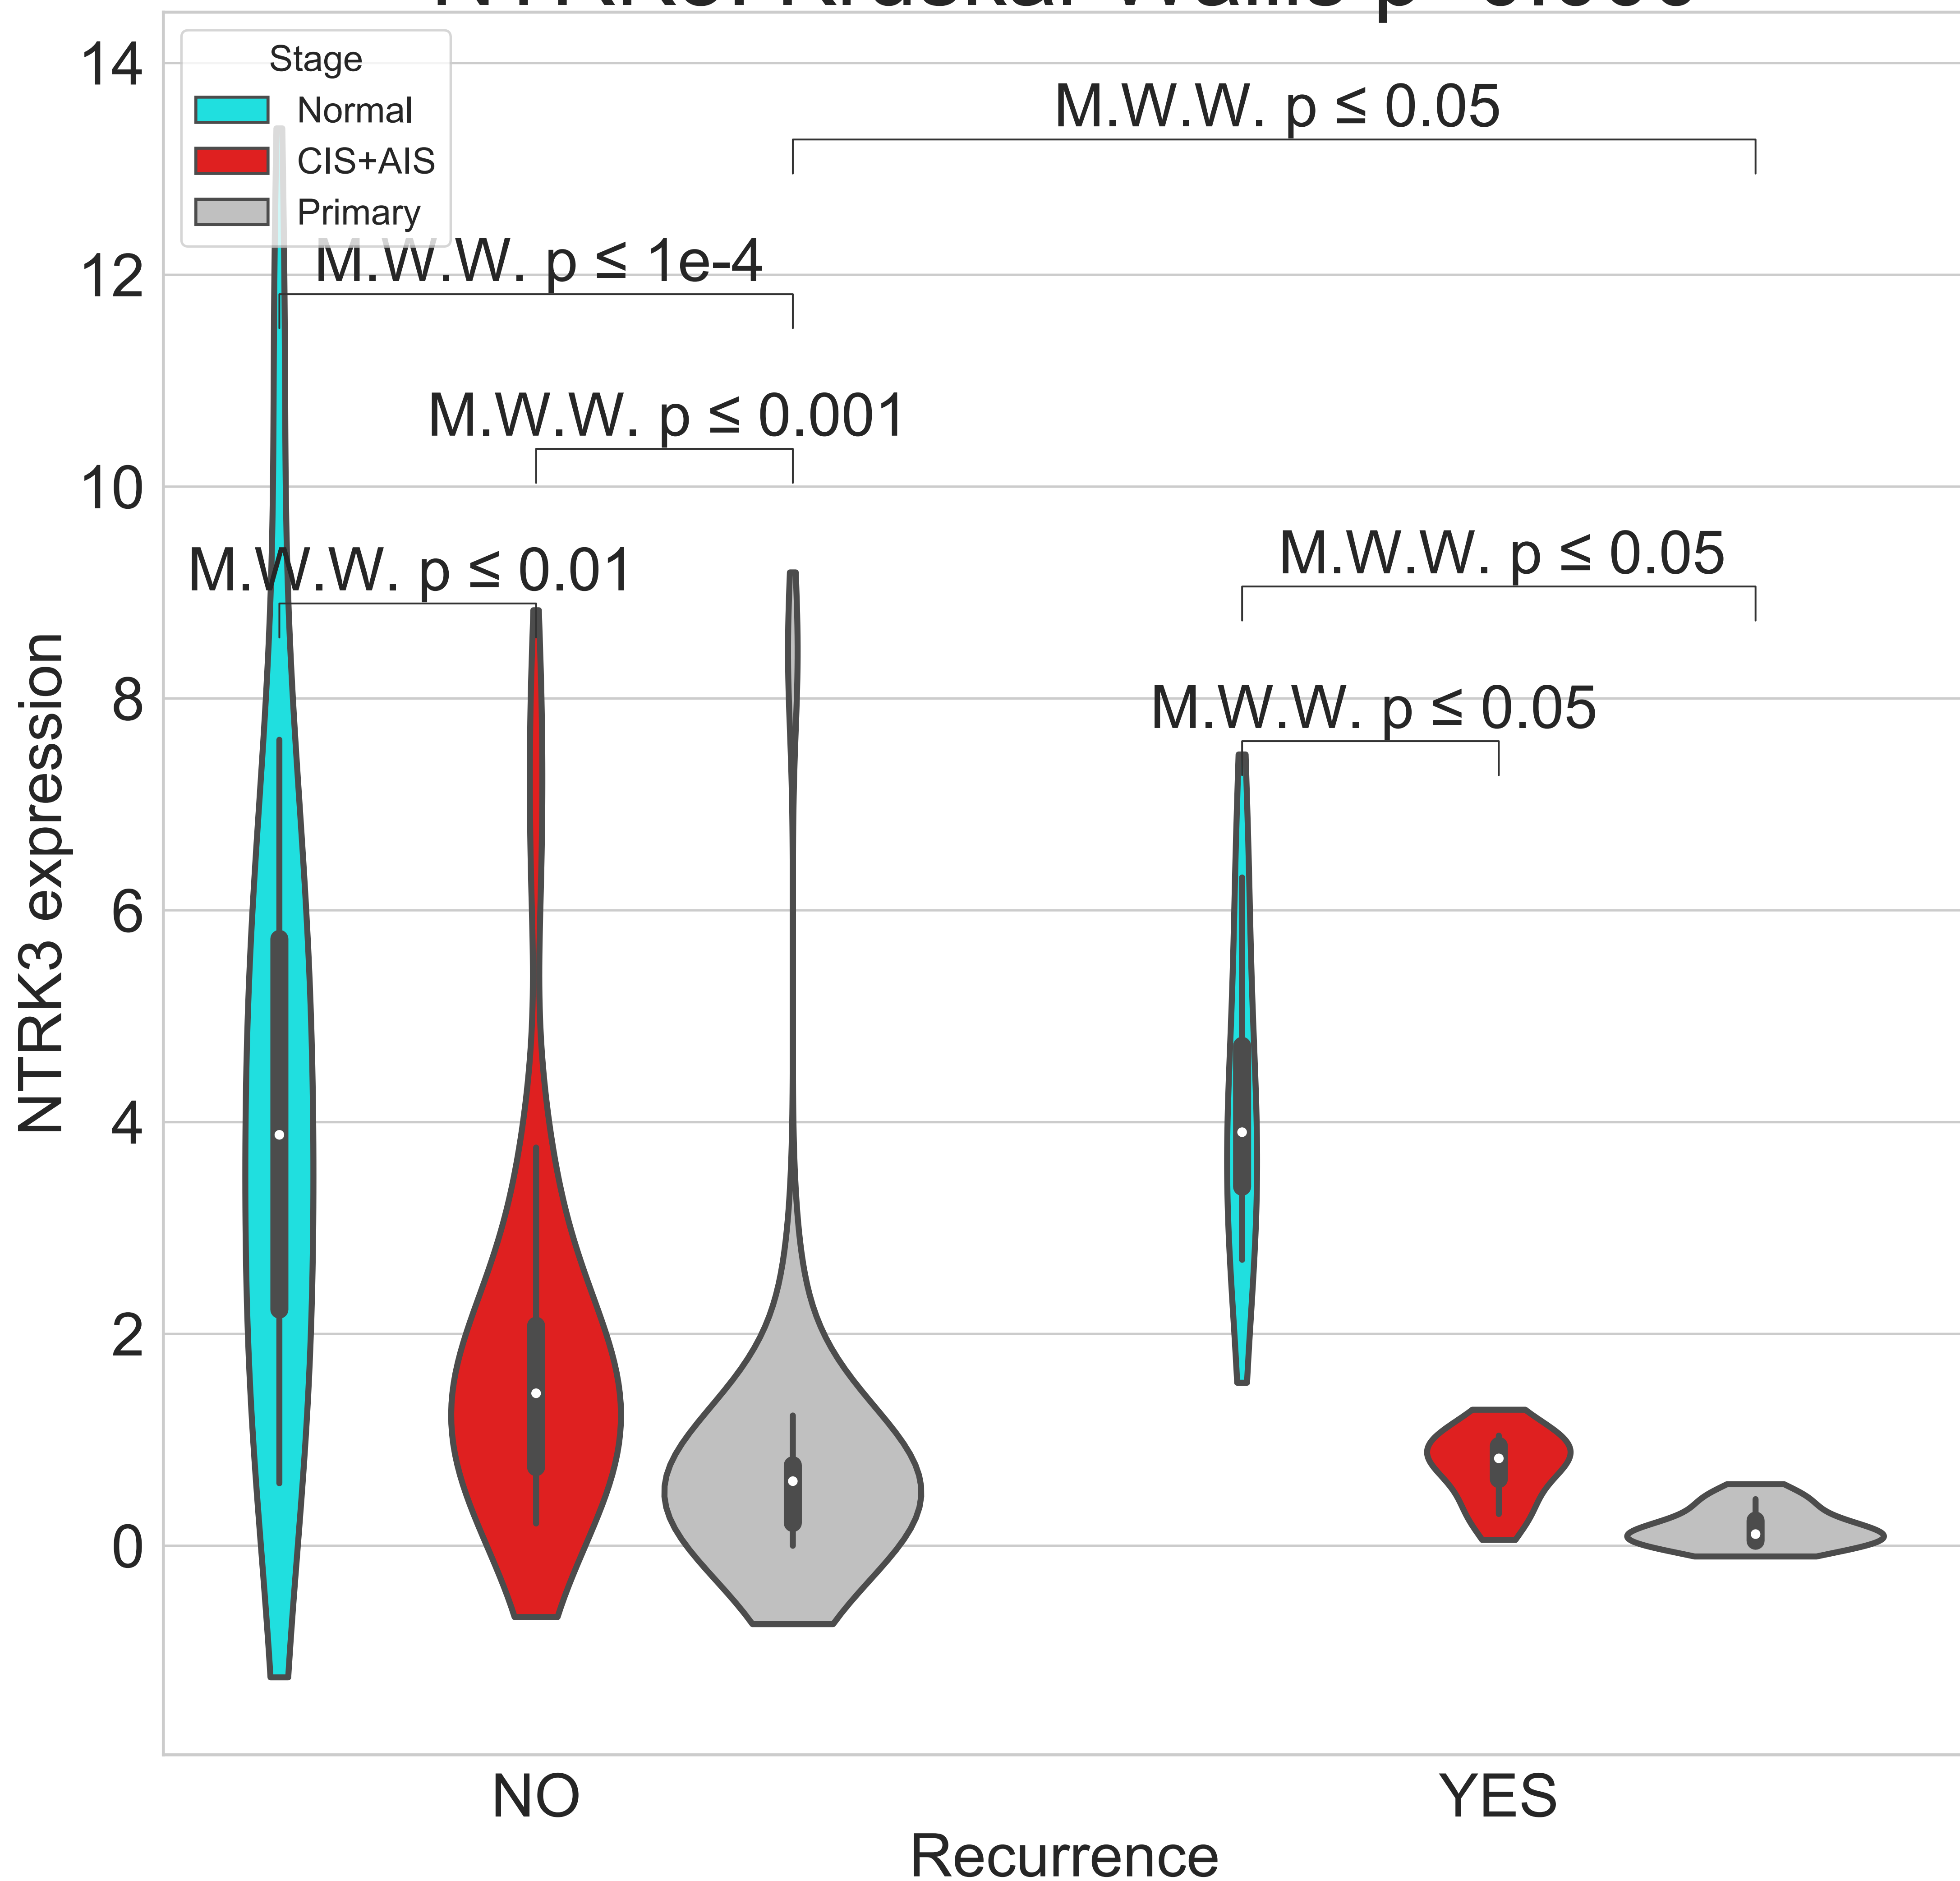 14
12
10
8
6
4
2
0
NTRK3 expression
Stage
Normal
CIS+AIS
Primary
M.W.W. p ≤ 0.05
M.W.W. p ≤ 1e-4
M.W.W. p ≤ 0.001
M.W.W. p ≤ 0.01
M.W.W. p ≤ 0.05
M.W.W. p ≤ 0.05
NO
YES
Recurrence